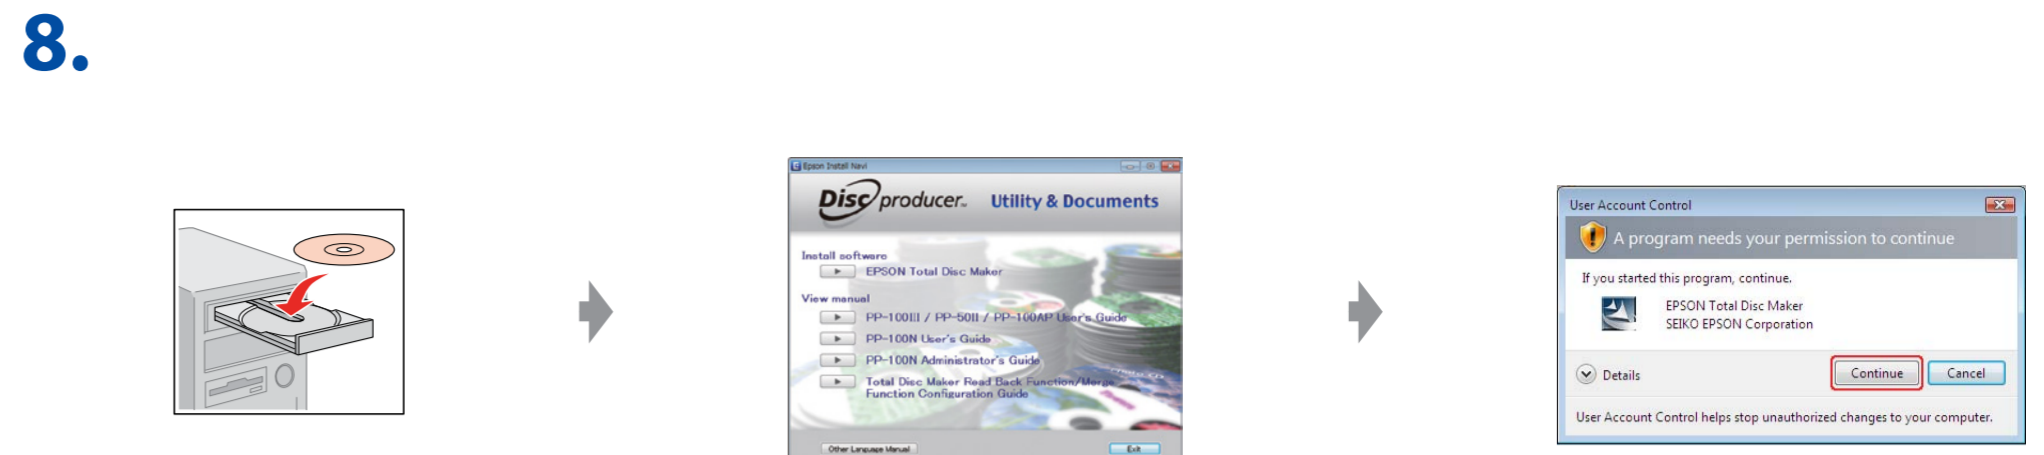 8.
Epson Install Navi
Disc producer™ Utility & Documents
Install software
EPSON Total Disc Maker
View manual
PP-100III / PP-50II / PP-100AP User's Guide
PP-100N User's Guide
PP-100N Administrator's Guide
Total Disc Maker Read Back Function/Merge
Function Configuration Guide
Other Language Manual
Exit
User Account Control
A program needs your permission to continue
If you started this program, continue.
EPSON Total Disc Maker
SEIKO EPSON Corporation
Details
Continue
Cancel
User Account Control helps stop unauthorized changes to your computer.